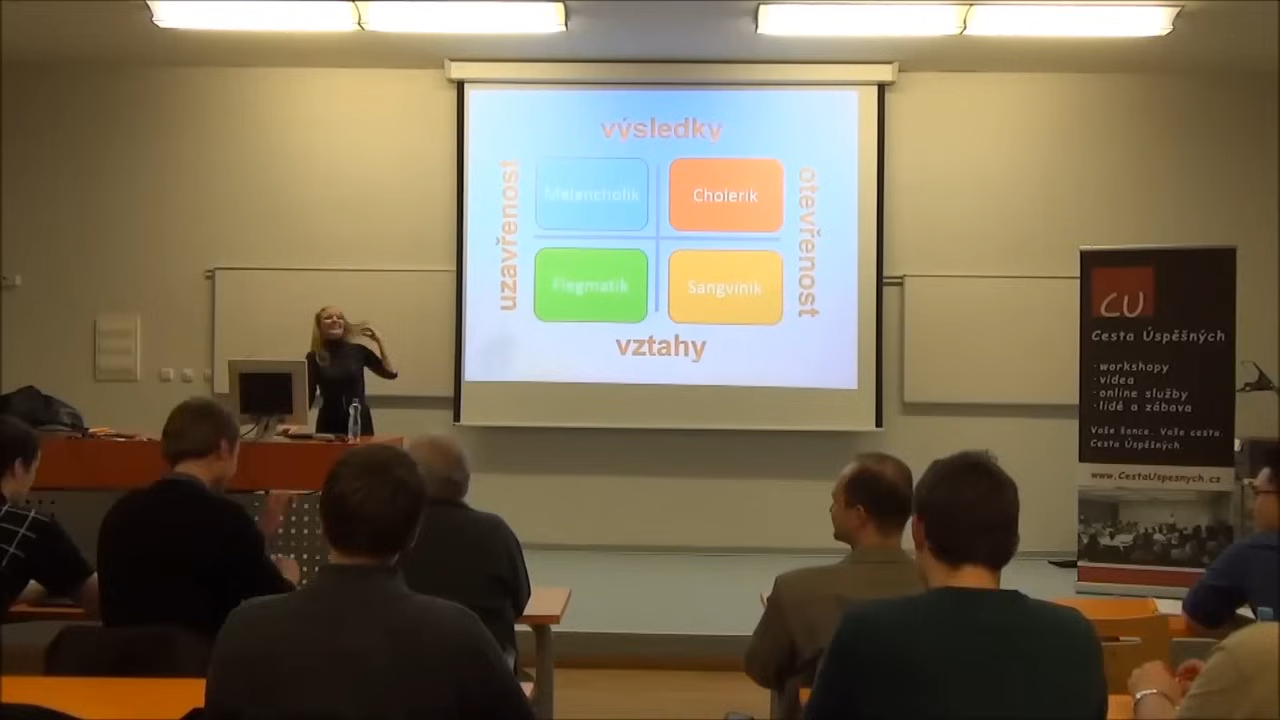 výsledky
uzavřenost
Melancholik
Cholerik
otevřenost
Flegmatik
Sangvinik
vztahy
CU
Cesta Úspěšných
·workshopy
·videa
·online služby
·lidé a zábava
Vaše šance. Vaše cesta.
Cesta Úspěšných.
www.CestaUspesnych.cz